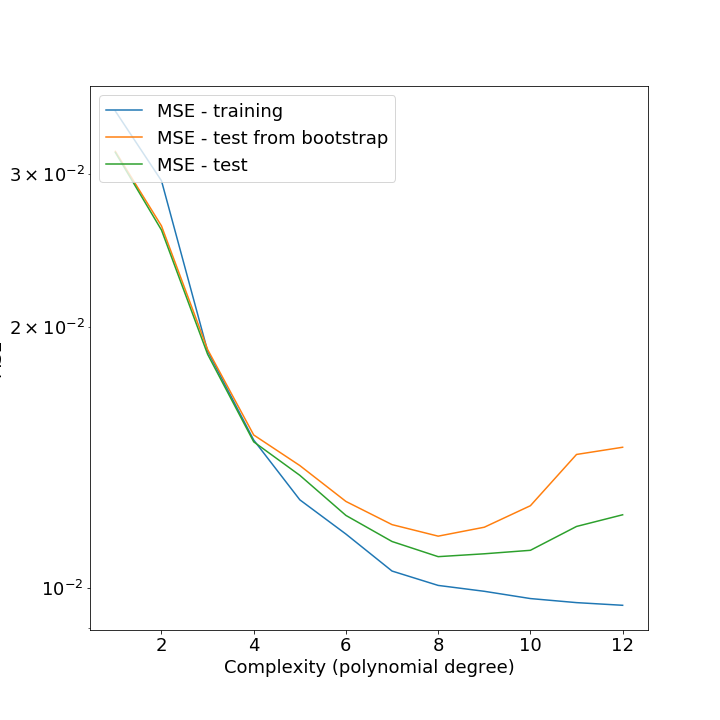 MSE - training
MSE - test from bootstrap
MSE - test
3 × 10⁻²
2 × 10⁻²
10⁻²
2 4 6 8 10 12
Complexity (polynomial degree)